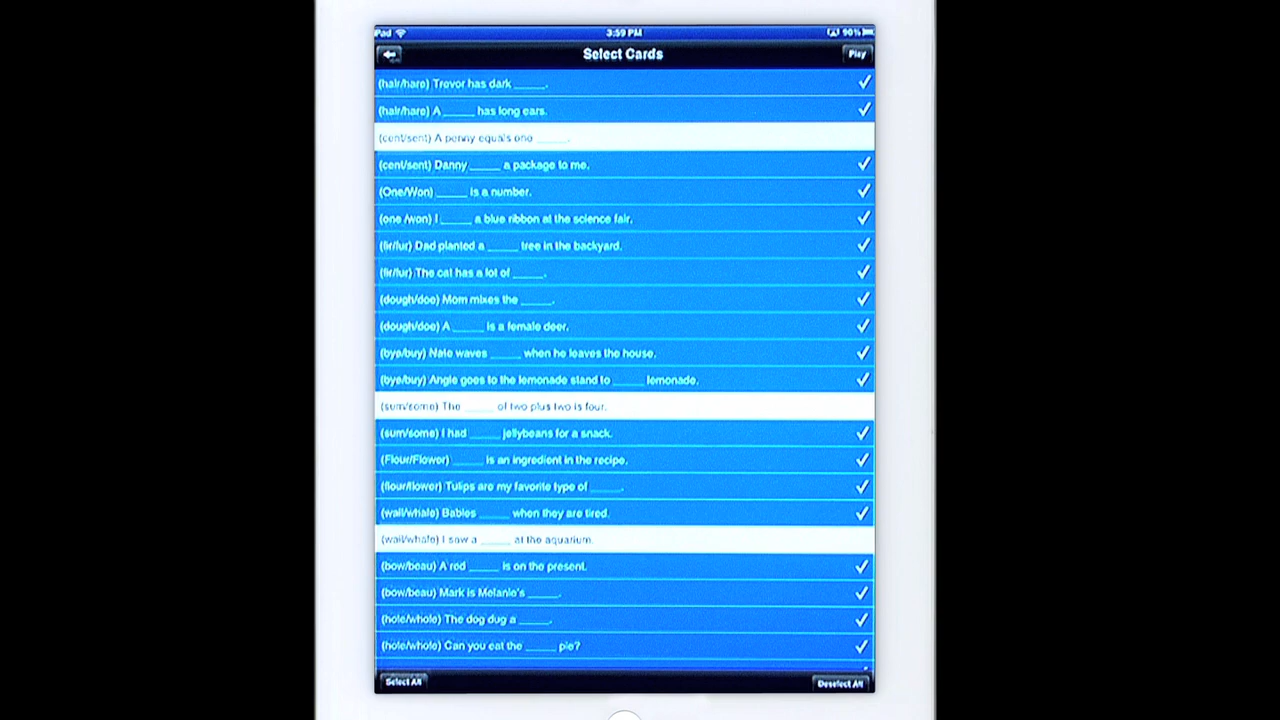 iPad 3:59 PM 90%
Select Cards Play
(hair/hare) Trevor has dark _____.
(hair/hare) A _____ has long ears.
(cent/sent) A penny equals one _____.
(cent/sent) Danny _____ a package to me.
(One/Won) _____ is a number.
(one /won) I _____ a blue ribbon at the science fair.
(fir/fur) Dad planted a _____ tree in the backyard.
(fir/fur) The cat has a lot of _____.
(dough/doe) Mom mixes the _____.
(dough/doe) A _____ is a female deer.
(bye/buy) Nate waves _____ when he leaves the house.
(bye/buy) Angie goes to the lemonade stand to _____ lemonade.
(sum/some) The _____ of two plus two is four.
(sum/some) I had _____ jellybeans for a snack.
(Flour/Flower) _____ is an ingredient in the recipe.
(flour/flower) Tulips are my favorite type of _____.
(wail/whale) Babies _____ when they are tired.
(wail/whale) I saw a _____ at the aquarium.
(bow/beau) A red _____ is on the present.
(bow/beau) Mark is Melanie's _____.
(hole/whole) The dog dug a _____.
(hole/whole) Can you eat the _____ pie?
Select All Deselect All